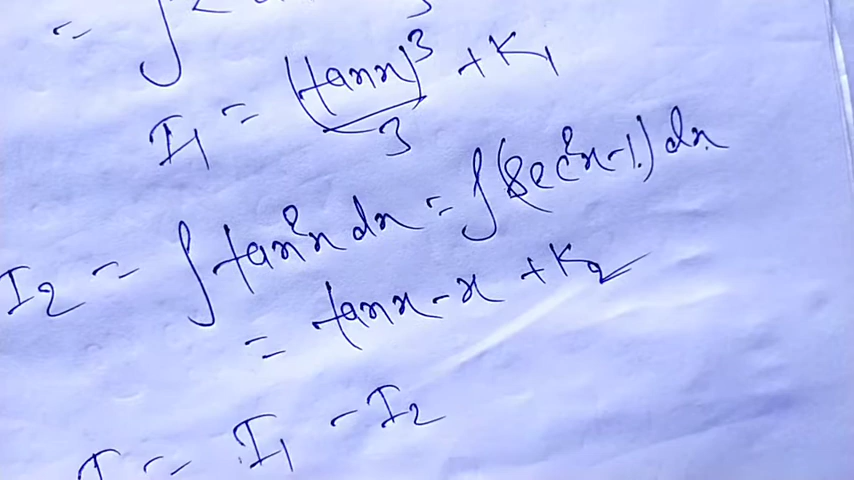 = ∫
I₁ = (tanx)³/3 + K₁
I₂ = ∫tan²x dx = ∫(sec²x-1) dx
= tanx - x + K₂
I = I₁ - I₂